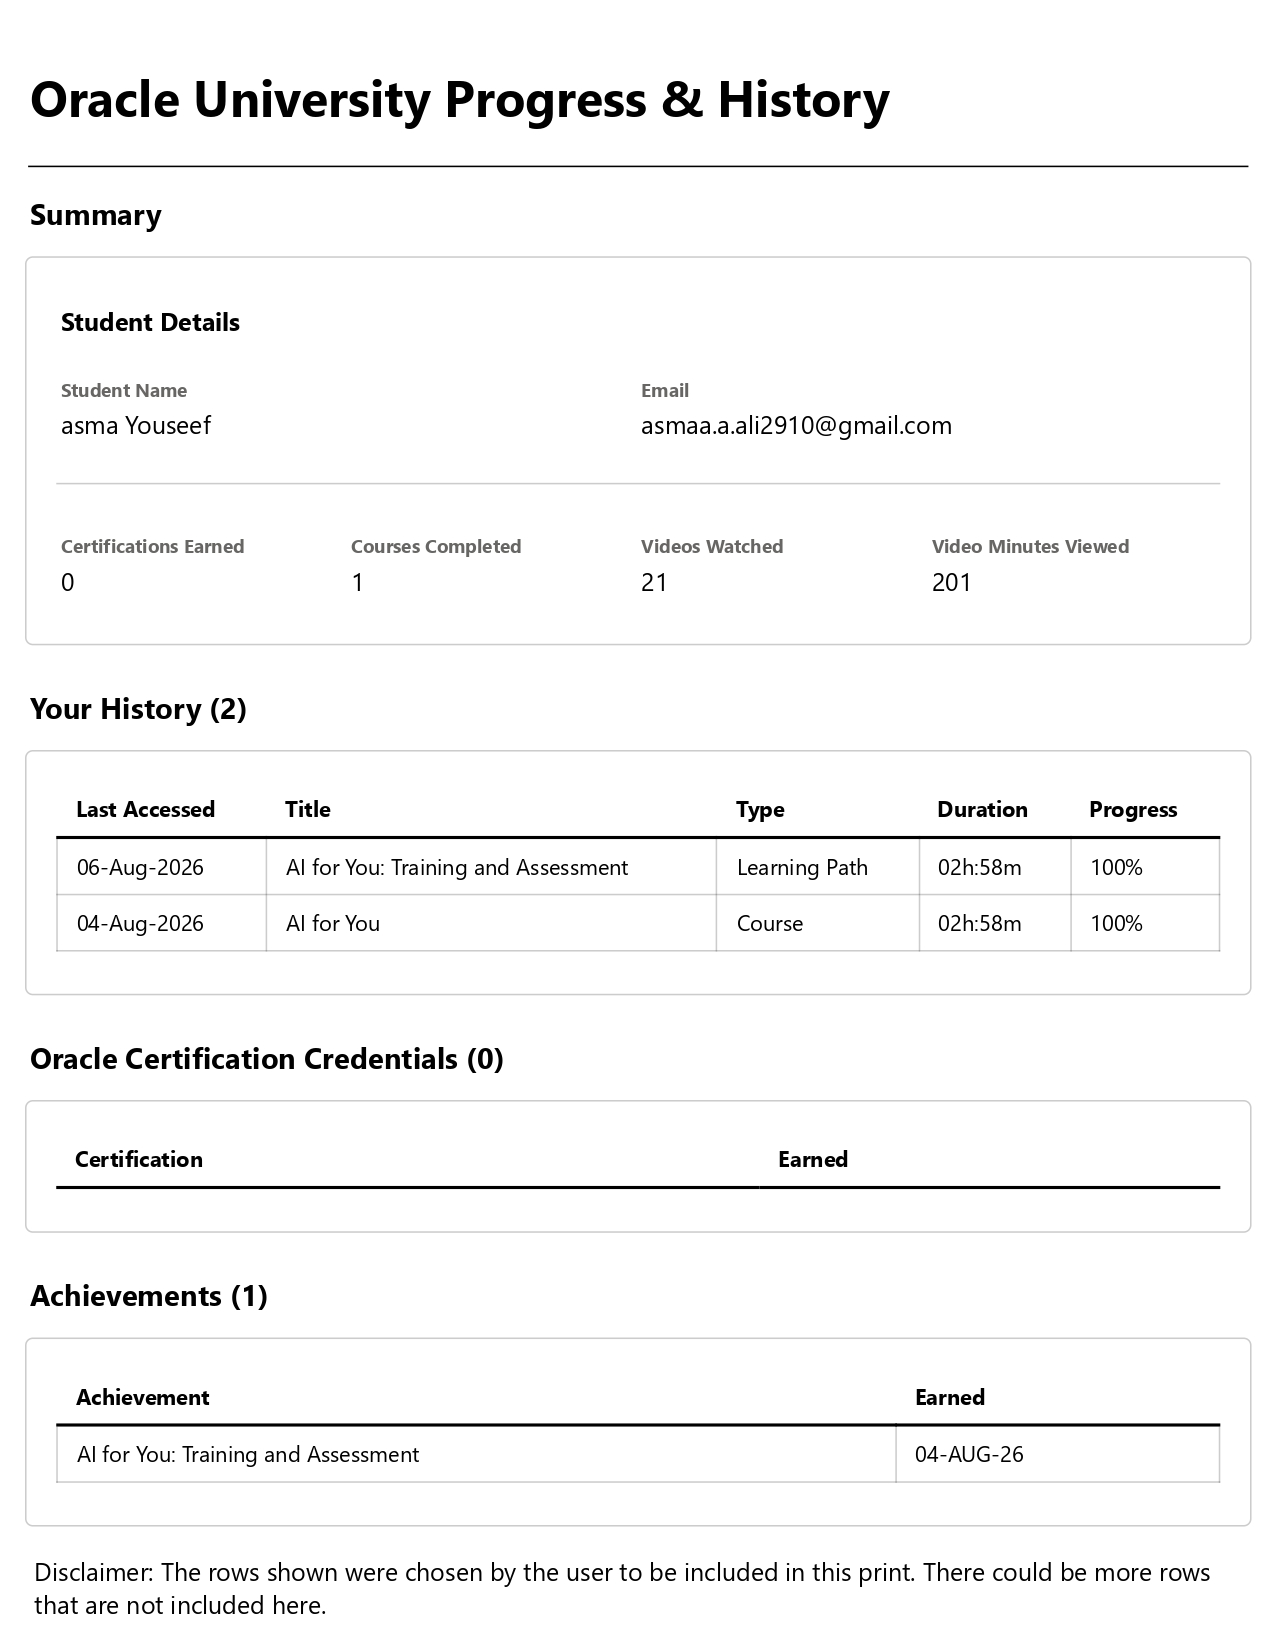 Oracle University Progress & History
Summary
Student Details
Student Name Email
asma Youseef asmaa.a.ali2910@gmail.com
Certifications Earned Courses Completed Videos Watched Video Minutes Viewed
0 1 21 201
Your History (2)
Last Accessed Title Type Duration Progress
06-Aug-2026 AI for You: Training and Assessment Learning Path 02h:58m 100%
04-Aug-2026 AI for You Course 02h:58m 100%
Oracle Certification Credentials (0)
Certification Earned
Achievements (1)
Achievement Earned
AI for You: Training and Assessment 04-AUG-26
Disclaimer: The rows shown were chosen by the user to be included in this print. There could be more rows
that are not included here.